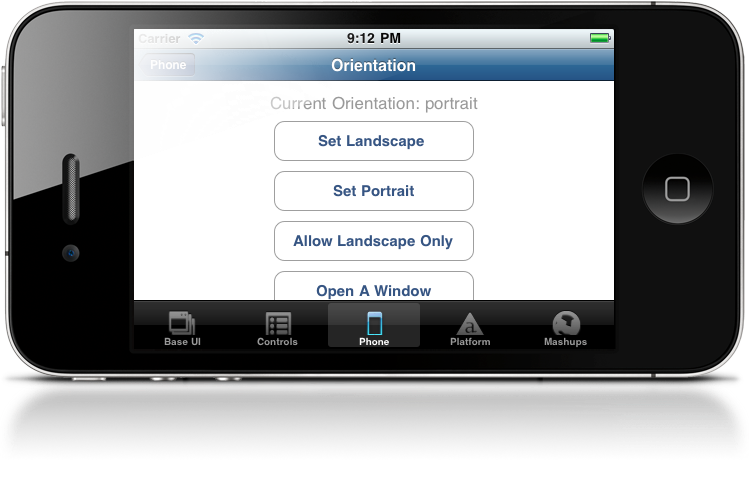 Carrier 9:12 PM
Phone Orientation
Current Orientation: portrait
Set Landscape
Set Portrait
Allow Landscape Only
Open A Window
Base UI Controls Phone Platform Mashups